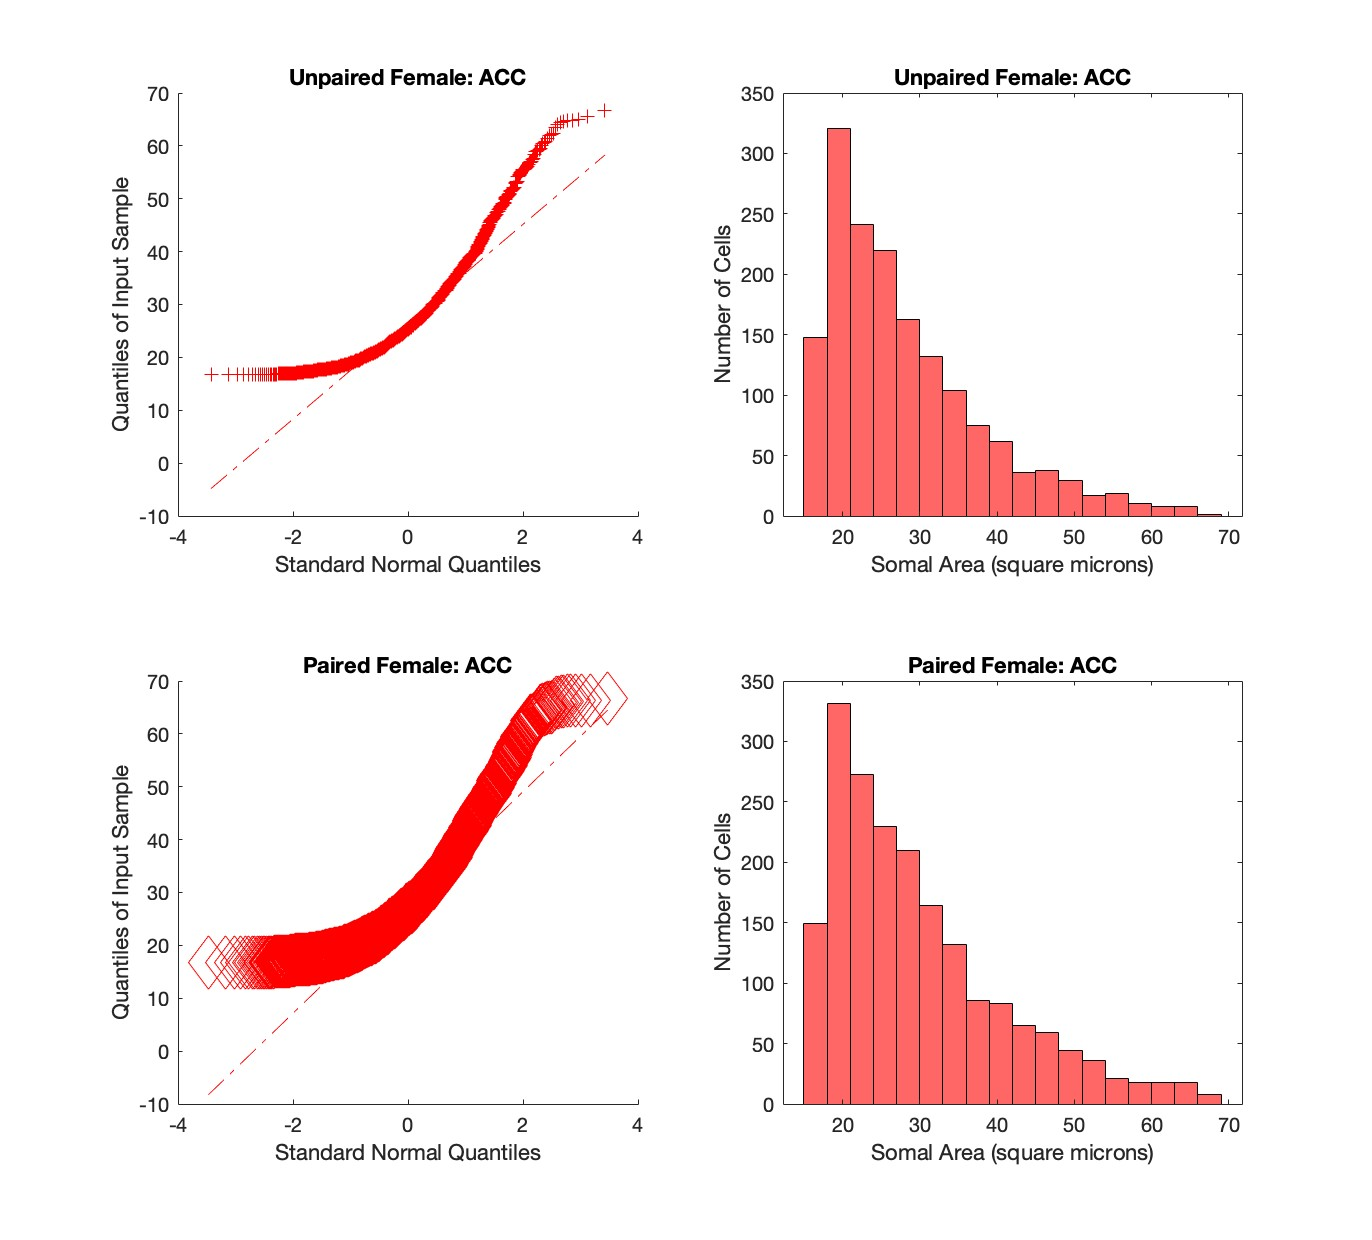 Unpaired Female: ACC
70
60
50
40
30
20
10
0
-10
Quantiles of Input Sample
-4 -2 0 2 4
Standard Normal Quantiles
Unpaired Female: ACC
350
300
250
200
150
100
50
0
Number of Cells
20 30 40 50 60 70
Somal Area (square microns)
Paired Female: ACC
70
60
50
40
30
20
10
0
-10
Quantiles of Input Sample
-4 -2 0 2 4
Standard Normal Quantiles
Paired Female: ACC
350
300
250
200
150
100
50
0
Number of Cells
20 30 40 50 60 70
Somal Area (square microns)